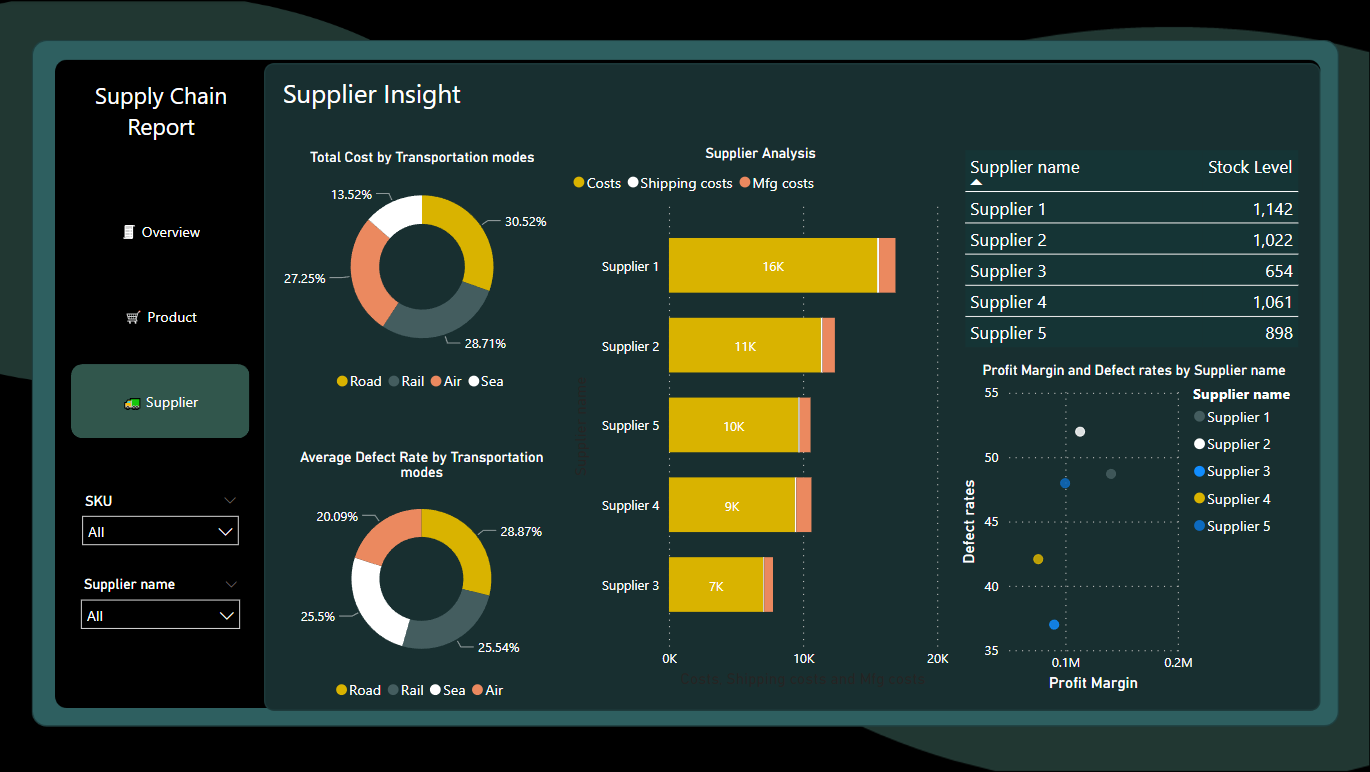 Supply Chain
Report
Overview
Product
Supplier
SKU
All
Supplier name
All
Supplier Insight
Total Cost by Transportation modes
13.52%
30.52%
27.25%
28.71%
Road Rail Air Sea
Average Defect Rate by Transportation
modes
20.09%
28.87%
25.5%
25.54%
Road Rail Sea Air
Supplier Analysis
Costs Shipping costs Mfg costs
Supplier 1 16K
Supplier 2 11K
Supplier 5 10K
Supplier 4 9K
Supplier 3 7K
0K 10K 20K
Costs, Shipping costs and Mfg costs
Supplier name Stock Level
Supplier 1 1,142
Supplier 2 1,022
Supplier 3 654
Supplier 4 1,061
Supplier 5 898
Profit Margin and Defect rates by Supplier name
55
50
45
40
35
Defect rates
0.1M 0.2M
Profit Margin
Supplier name
Supplier 1
Supplier 2
Supplier 3
Supplier 4
Supplier 5